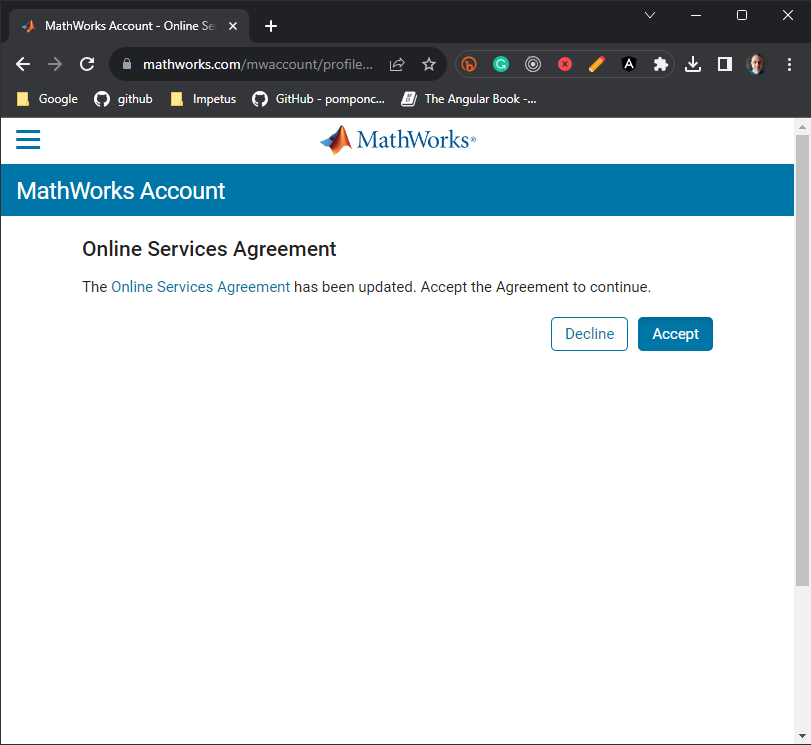 MathWorks Account - Online Se
mathworks.com/mwaccount/profile...
Google
github
Impetus
GitHub - pomponc...
The Angular Book -...
MathWorks®
MathWorks Account
Online Services Agreement
The Online Services Agreement has been updated. Accept the Agreement to continue.
Decline
Accept